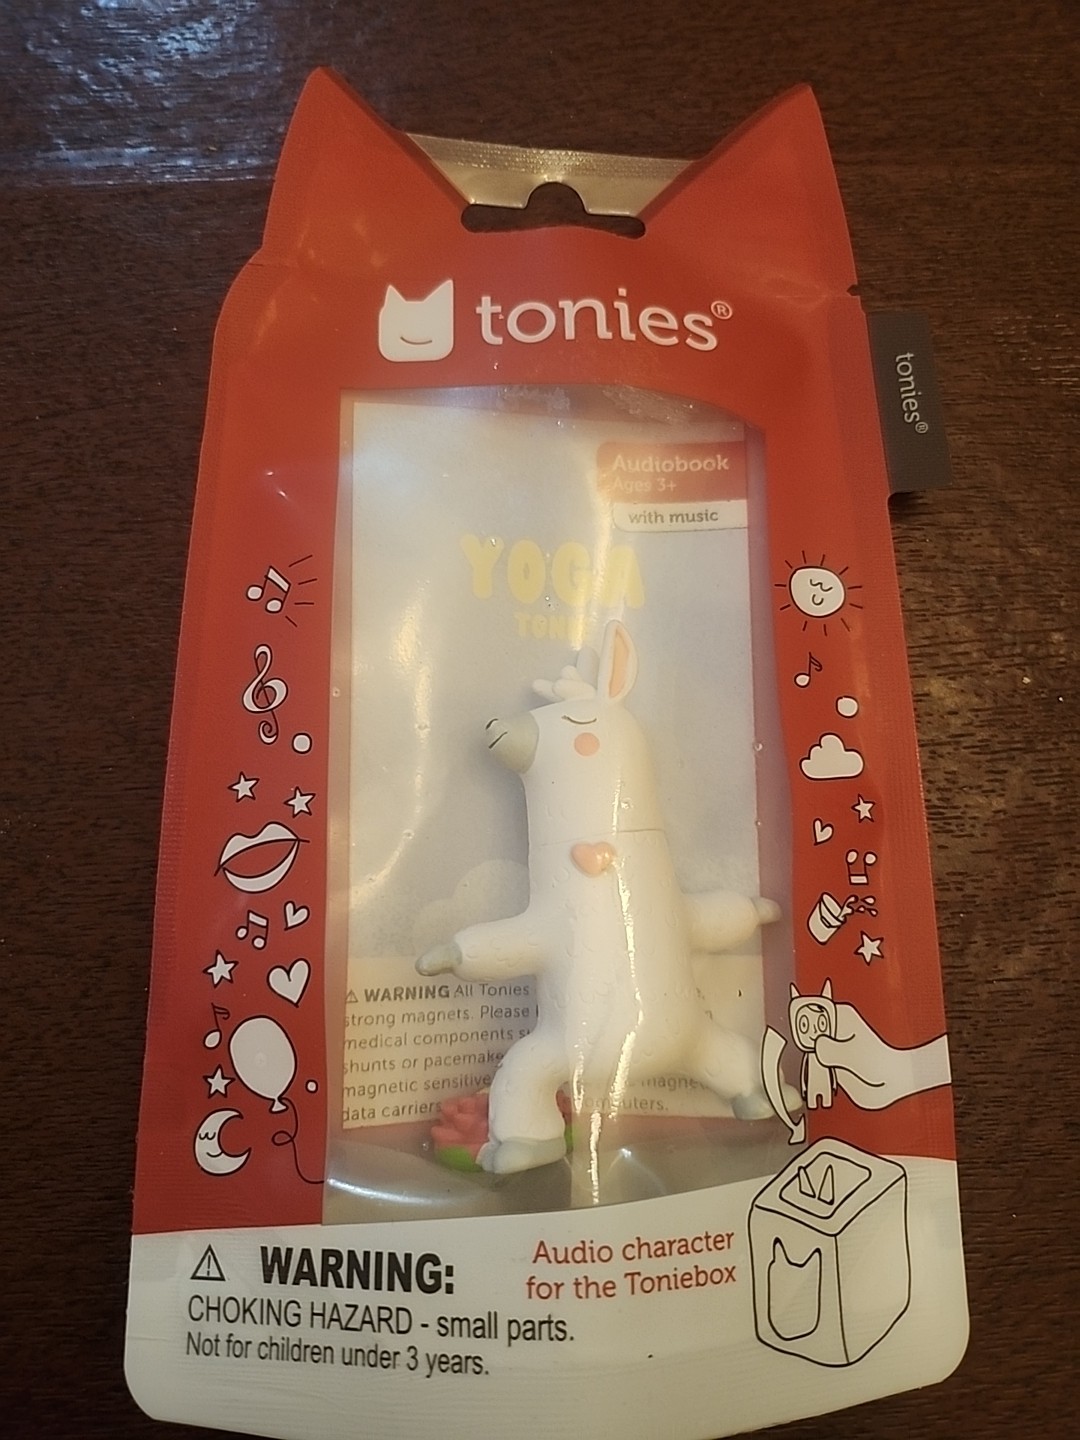 tonies®
tonies®
Audiobook
Ages 3+
with music
YOGA
⚠ WARNING All Tonies
strong magnets. Please
medical components
shunts or
magnetic sensitive
data carriers
⚠ WARNING:
CHOKING HAZARD - small parts.
Not for children under 3 years.
Audio character
for the Toniebox